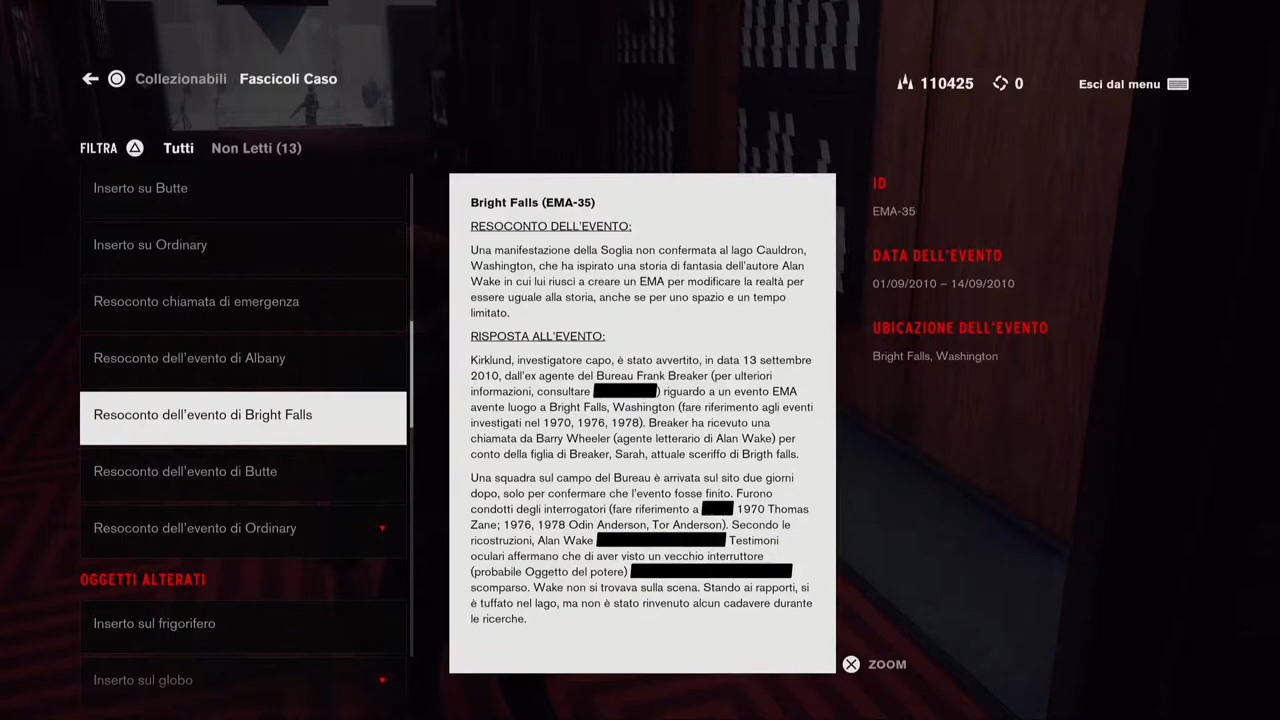 Collezionabili Fascicoli Caso
110425 0 Esci dal menu
FILTRA Tutti Non Letti (13)
Inserto su Butte
Inserto su Ordinary
Resoconto chiamata di emergenza
Resoconto dell'evento di Albany
Resoconto dell'evento di Bright Falls
Resoconto dell'evento di Butte
Resoconto dell'evento di Ordinary
OGGETTI ALTERATI
Inserto sul frigorifero
Inserto sul globo
Bright Falls (EMA-35)
RESOCONTO DELL'EVENTO:
Una manifestazione della Soglia non confermata al lago Cauldron,
Washington, che ha ispirato una storia di fantasia dell'autore Alan
Wake in cui lui riuscì a creare un EMA per modificare la realtà per
essere uguale alla storia, anche se per uno spazio e un tempo
limitato.
RISPOSTA ALL'EVENTO:
Kirklund, investigatore capo, è stato avvertito, in data 13 settembre
2010, dall'ex agente del Bureau Frank Breaker (per ulteriori
informazioni, consultare ) riguardo a un evento EMA
avente luogo a Bright Falls, Washington (fare riferimento agli eventi
investigati nel 1970, 1976, 1978). Breaker ha ricevuto una
chiamata da Barry Wheeler (agente letterario di Alan Wake) per
conto della figlia di Breaker, Sarah, attuale sceriffo di Brigth falls.
Una squadra sul campo del Bureau è arrivata sul sito due giorni
dopo, solo per confermare che l'evento fosse finito. Furono
condotti degli interrogatori (fare riferimento a 1970 Thomas
Zane; 1976, 1978 Odin Anderson, Tor Anderson). Secondo le
ricostruzioni, Alan Wake Testimoni
oculari affermano che di aver visto un vecchio interruttore
(probabile Oggetto del potere)
scomparso. Wake non si trovava sulla scena. Stando ai rapporti, si
è tuffato nel lago, ma non è stato rinvenuto alcun cadavere durante
le ricerche.
ZOOM
ID
EMA-35
DATA DELL'EVENTO
01/09/2010 – 14/09/2010
UBICAZIONE DELL'EVENTO
Bright Falls, Washington